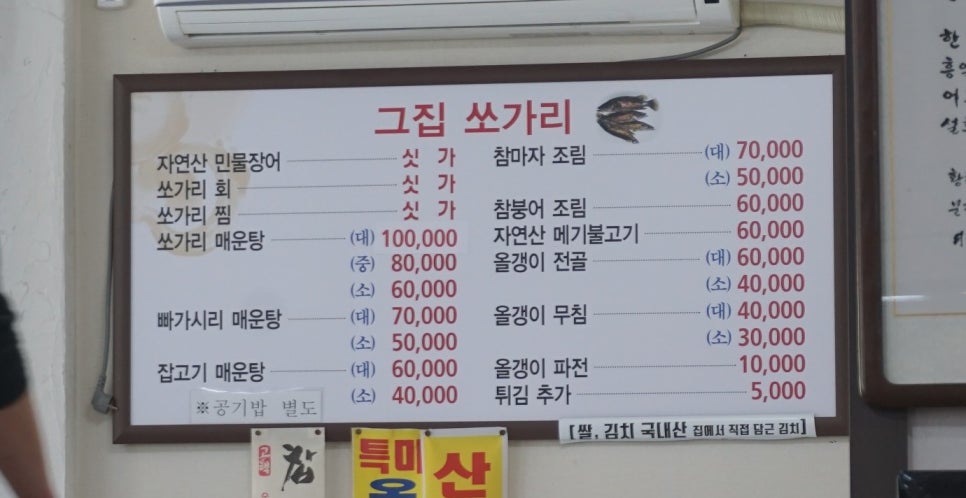 그집 쏘가리
자연산 민물장어 싯 가
쏘가리 회 싯 가
쏘가리 찜 싯 가
쏘가리 매운탕 (대) 100,000
(중) 80,000
(소) 60,000
빠가시리 매운탕 (대) 70,000
(소) 50,000
잡고기 매운탕 (대) 60,000
(소) 40,000
※공기밥 별도
참마자 조림 (대) 70,000
(소) 50,000
참붕어 조림 60,000
자연산 메기불고기 60,000
올갱이 전골 (대) 60,000
(소) 40,000
올갱이 무침 (대) 40,000
(소) 30,000
올갱이 파전 10,000
튀김 추가 5,000
[쌀, 김치 국내산 집에서 직접 담근 김치]
참
특미
산
한